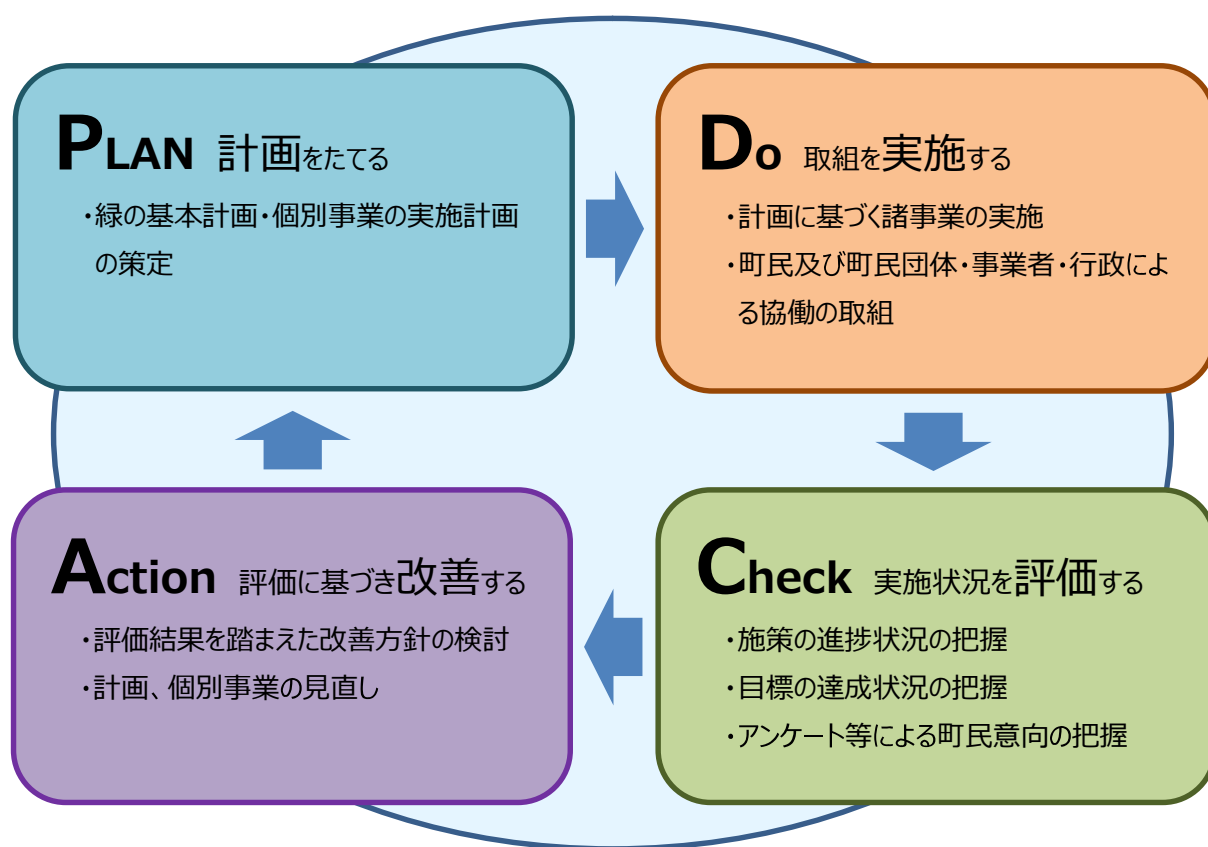 PLAN 計画をたてる
・緑の基本計画・個別事業の実施計画
の策定
Do 取組を実施する
・計画に基づく諸事業の実施
・町民及び町民団体・事業者・行政によ
る協働の取組
Action 評価に基づき改善する
・評価結果を踏まえた改善方針の検討
・計画、個別事業の見直し
Check 実施状況を評価する
・施策の進捗状況の把握
・目標の達成状況の把握
・アンケート等による町民意向の把握